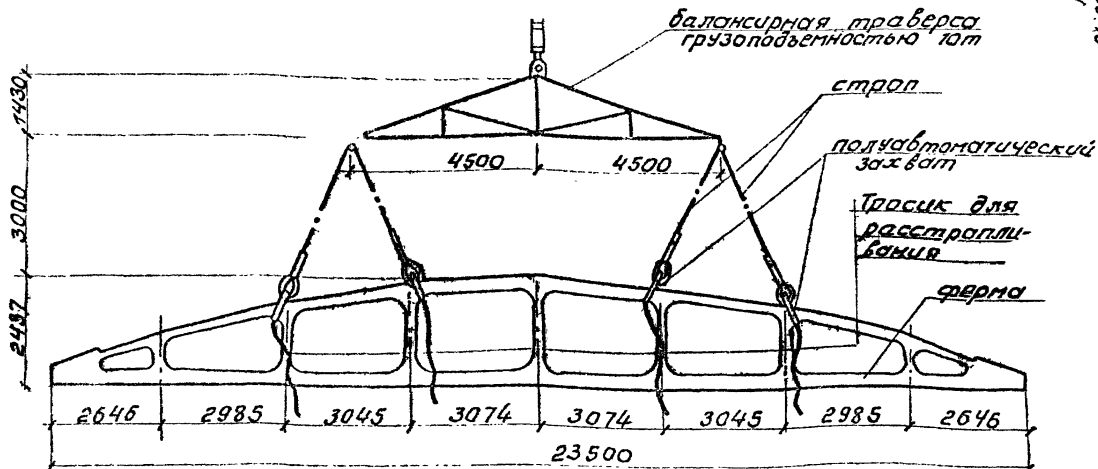 балансирная траверса
грузоподъемностью 10т
строп
полуавтоматический
захват
Тросик для
расстропли-
вания
ферма
1430
3000
2437
4500 4500
2646 2985 3045 3074 3074 3045 2985 2646
23500